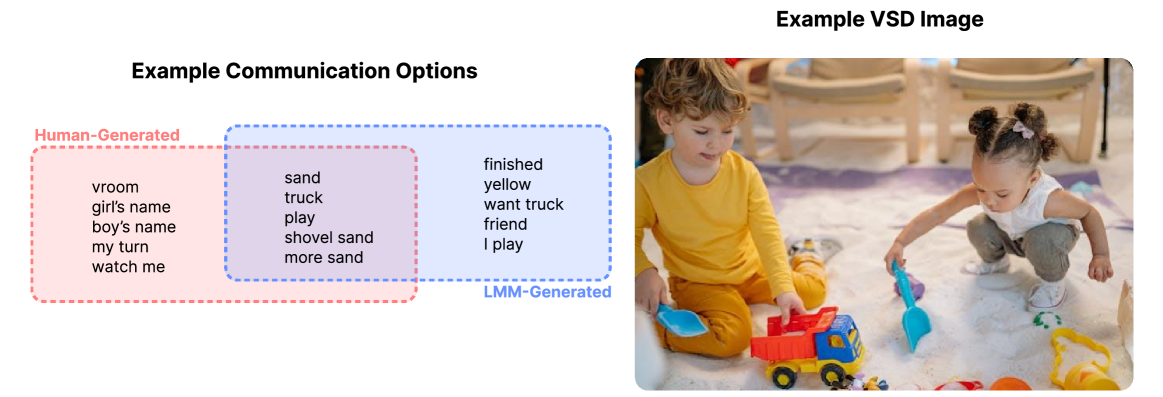 Example VSD Image
Example Communication Options
Human-Generated
vroom
girl's name
boy's name
my turn
watch me
sand
truck
play
shovel sand
more sand
finished
yellow
want truck
friend
I play
LMM-Generated